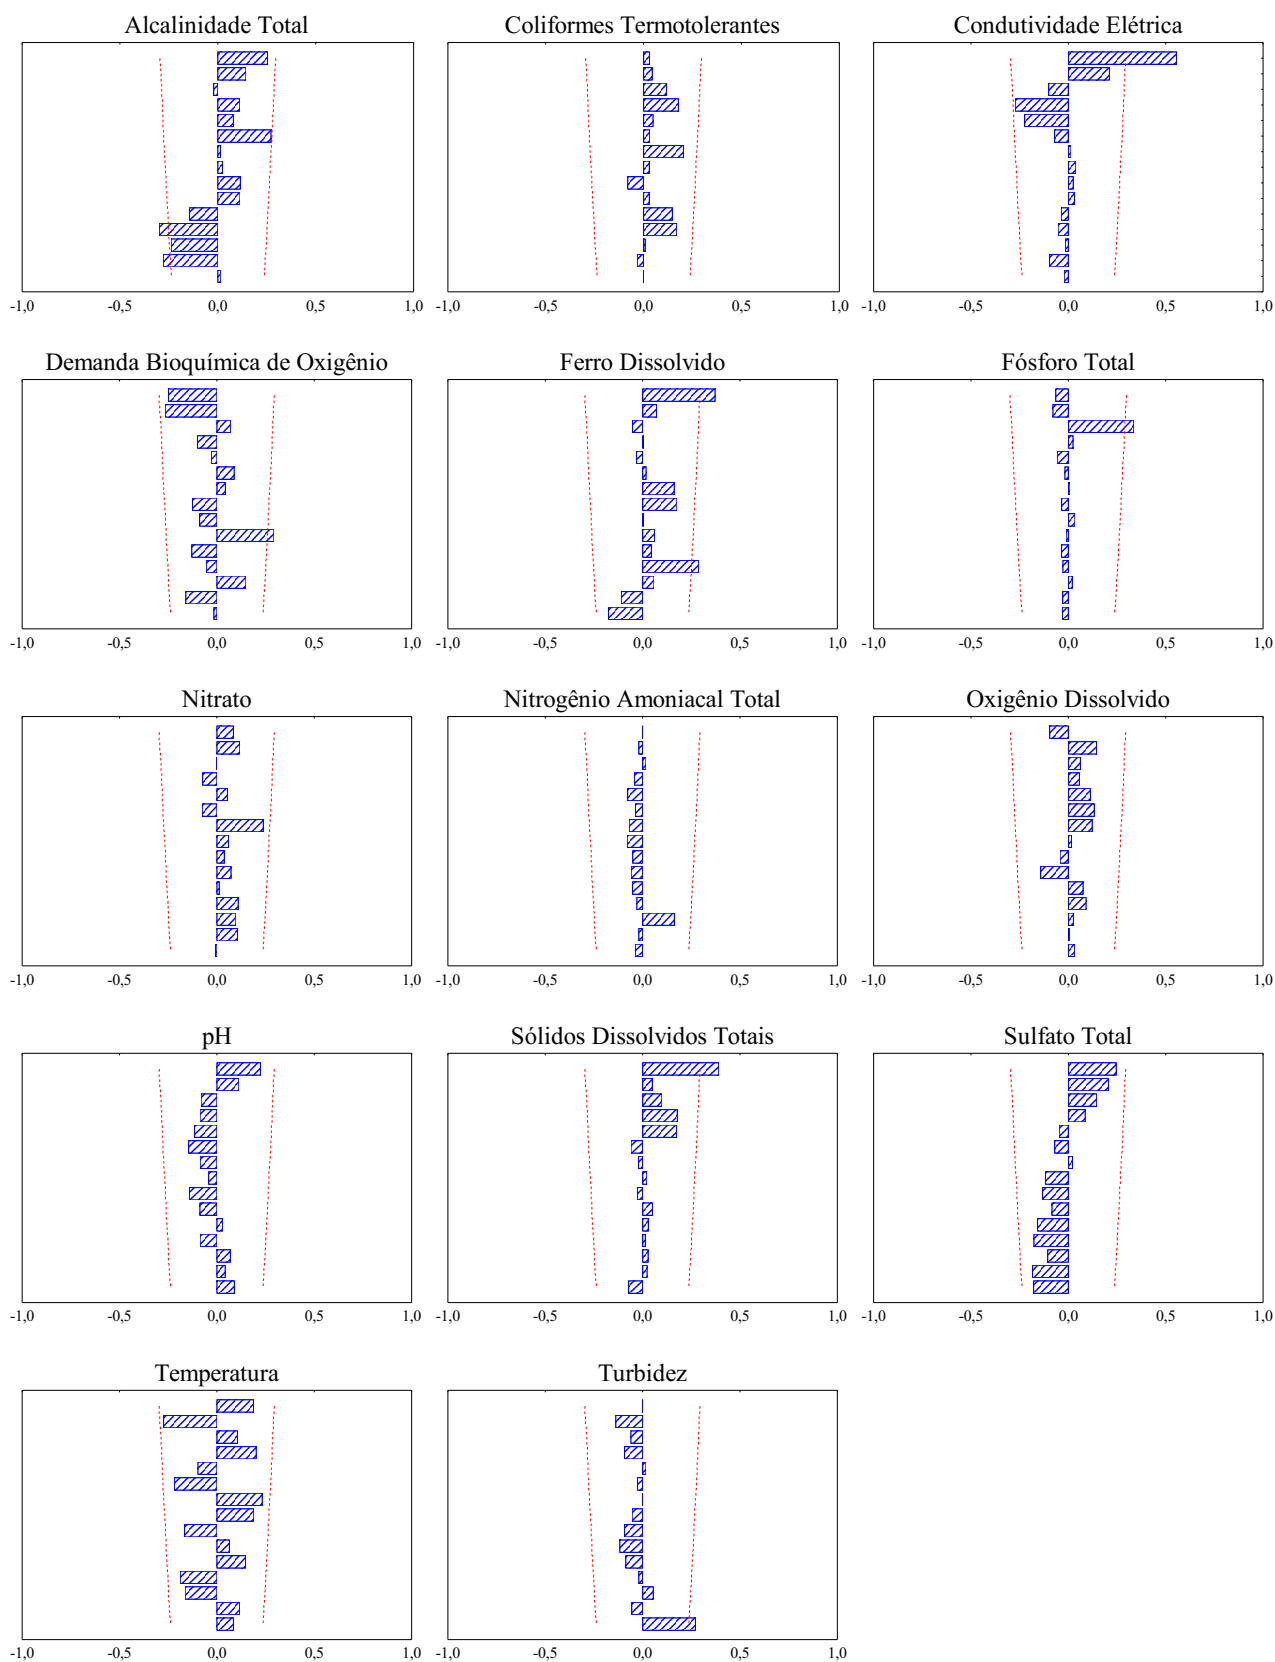 Alcalinidade Total Coliformes Termotolerantes Condutividade Elétrica
-1,0 -0,5 0,0 0,5 1,0 -1,0 -0,5 0,0 0,5 1,0 -1,0 -0,5 0,0 0,5 1,0
Demanda Bioquímica de Oxigênio Ferro Dissolvido Fósforo Total
-1,0 -0,5 0,0 0,5 1,0 -1,0 -0,5 0,0 0,5 1,0 -1,0 -0,5 0,0 0,5 1,0
Nitrato Nitrogênio Amoniacal Total Oxigênio Dissolvido
-1,0 -0,5 0,0 0,5 1,0 -1,0 -0,5 0,0 0,5 1,0 -1,0 -0,5 0,0 0,5 1,0
pH Sólidos Dissolvidos Totais Sulfato Total
-1,0 -0,5 0,0 0,5 1,0 -1,0 -0,5 0,0 0,5 1,0 -1,0 -0,5 0,0 0,5 1,0
Temperatura Turbidez
-1,0 -0,5 0,0 0,5 1,0 -1,0 -0,5 0,0 0,5 1,0